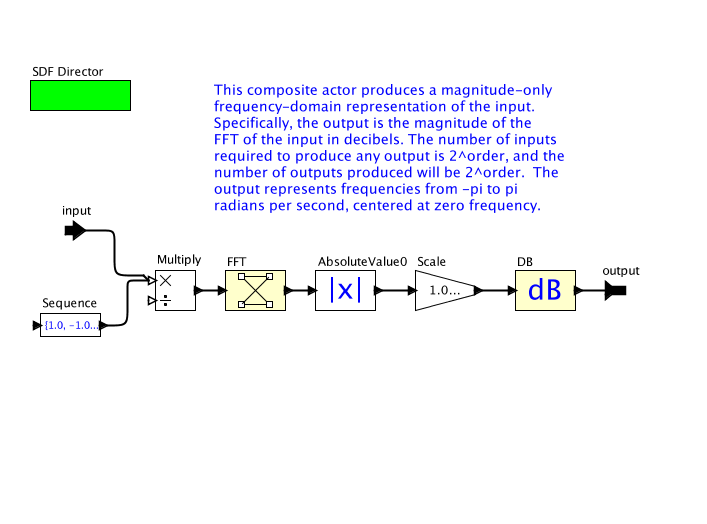 SDF Director
This composite actor produces a magnitude-only
frequency-domain representation of the input.
Specifically, the output is the magnitude of the
FFT of the input in decibels. The number of inputs
required to produce any output is 2^order, and the
number of outputs produced will be 2^order.  The
output represents frequencies from -pi to pi
radians per second, centered at zero frequency.
input
Multiply
FFT
AbsoluteValue0
Scale
DB
output
×
÷
|x|
1.0...
dB
Sequence
{1.0, -1.0...